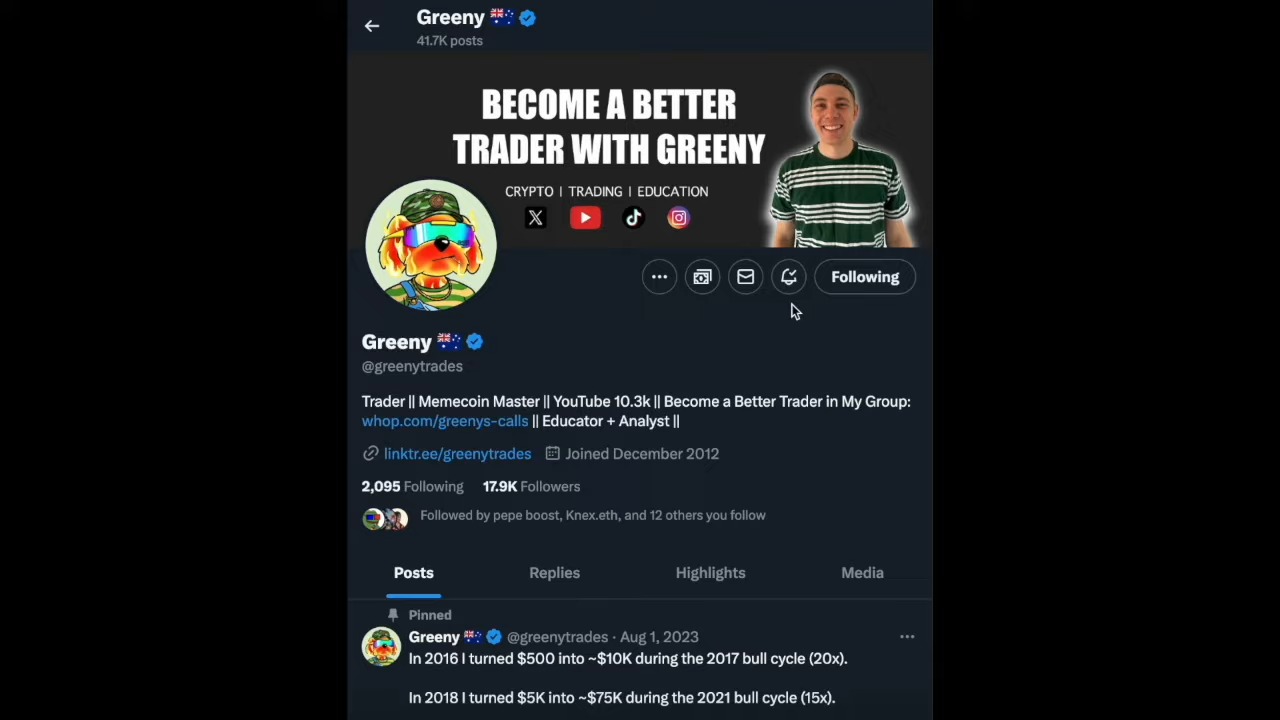 Greeny 🇦🇺
41.7K posts
BECOME A BETTER
TRADER WITH GREENY
CRYPTO | TRADING | EDUCATION
Following
Greeny 🇦🇺
@greenytrades
Trader || Memecoin Master || YouTube 10.3k || Become a Better Trader in My Group:
whop.com/greenys-calls || Educator + Analyst ||
linktr.ee/greenytrades Joined December 2012
2,095 Following 17.9K Followers
Followed by pepe boost, Knex.eth, and 12 others you follow
Posts Replies Highlights Media
Pinned
Greeny 🇦🇺 @greenytrades · Aug 1, 2023
In 2016 I turned $500 into ~$10K during the 2017 bull cycle (20x).
In 2018 I turned $5K into ~$75K during the 2021 bull cycle (15x).